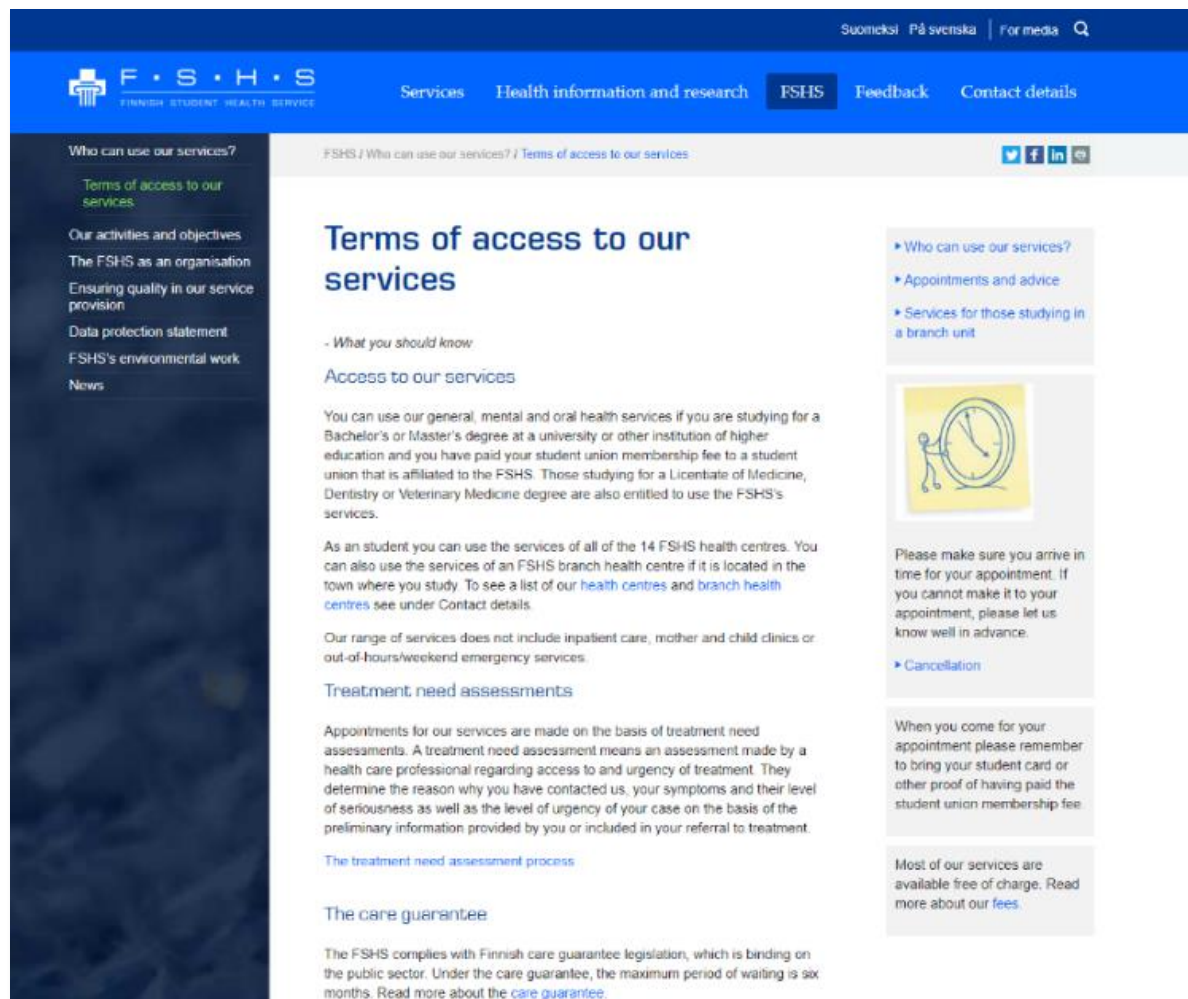 Suomeksi På svenska | For media
F • S • H • S
FINNISH STUDENT HEALTH SERVICE
Services Health information and research FSHS Feedback Contact details
Who can use our services?
Terms of access to our
services
Our activities and objectives
The FSHS as an organisation
Ensuring quality in our service
provision
Data protection statement
FSHS's environmental work
News
FSHS / Who can use our services? / Terms of access to our services
Terms of access to our
services
- What you should know
Access to our services
You can use our general, mental and oral health services if you are studying for a
Bachelor's or Master's degree at a university or other institution of higher
education and you have paid your student union membership fee to a student
union that is affiliated to the FSHS. Those studying for a Licentiate of Medicine,
Dentistry or Veterinary Medicine degree are also entitled to use the FSHS's
services.
As an student you can use the services of all of the 14 FSHS health centres. You
can also use the services of an FSHS branch health centre if it is located in the
town where you study. To see a list of our health centres and branch health
centres see under Contact details.
Our range of services does not include inpatient care, mother and child clinics or
out-of-hours/weekend emergency services.
Treatment need assessments
Appointments for our services are made on the basis of treatment need
assessments. A treatment need assessment means an assessment made by a
health care professional regarding access to and urgency of treatment. They
determine the reason why you have contacted us, your symptoms and their level
of seriousness as well as the level of urgency of your case on the basis of the
preliminary information provided by you or included in your referral to treatment.
The treatment need assessment process
The care guarantee
The FSHS complies with Finnish care guarantee legislation, which is binding on
the public sector. Under the care guarantee, the maximum period of waiting is six
months. Read more about the care guarantee.
Who can use our services?
Appointments and advice
Services for those studying in
a branch unit
Please make sure you arrive in
time for your appointment. If
you cannot make it to your
appointment, please let us
know well in advance.
Cancellation
When you come for your
appointment please remember
to bring your student card or
other proof of having paid the
student union membership fee.
Most of our services are
available free of charge. Read
more about our fees.